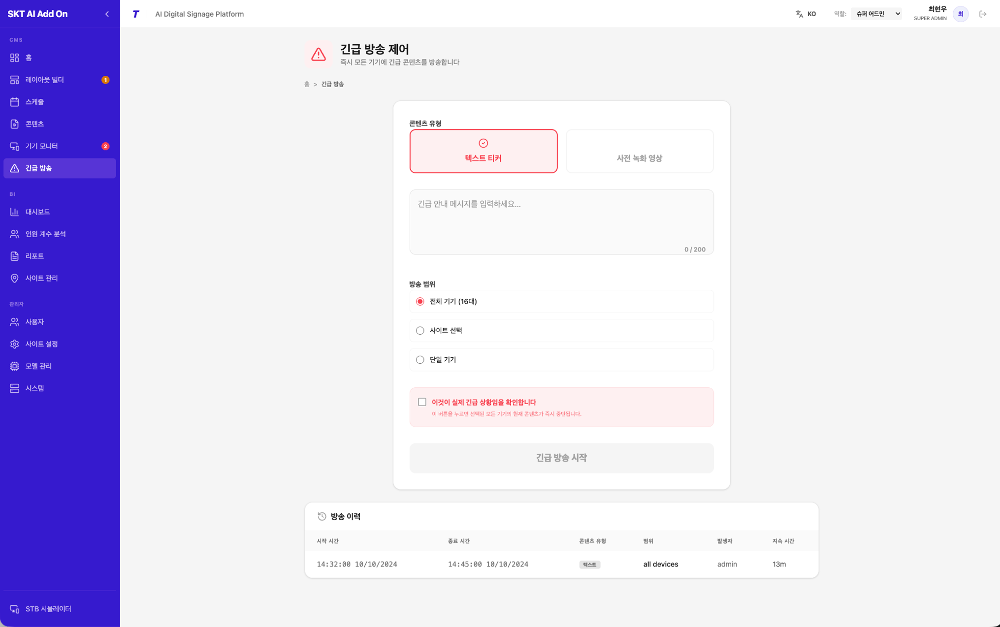 SKT AI Add On
T
AI Digital Signage Platform
KO
역할:
슈퍼 어드민
최현우
SUPER ADMIN
최
CMS
홈
레이아웃 빌더
1
스케줄
콘텐츠
기기 모니터
2
긴급 방송
BI
대시보드
인원 계수 분석
리포트
사이트 관리
관리자
사용자
사이트 설정
모델 관리
시스템
STB 시뮬레이터
긴급 방송 제어
즉시 모든 기기에 긴급 콘텐츠를 방송합니다
홈 > 긴급 방송
콘텐츠 유형
텍스트 티커
사전 녹화 영상
긴급 안내 메시지를 입력하세요...
0 / 200
방송 범위
전체 기기 (16대)
사이트 선택
단일 기기
이것이 실제 긴급 상황임을 확인합니다
이 버튼을 누르면 선택된 모든 기기의 현재 콘텐츠가 즉시 중단됩니다.
긴급 방송 시작
방송 이력
시작 시간 종료 시간 콘텐츠 유형 범위 발생자 지속 시간
14:32:00 10/10/2024 14:45:00 10/10/2024 텍스트 all devices admin 13m